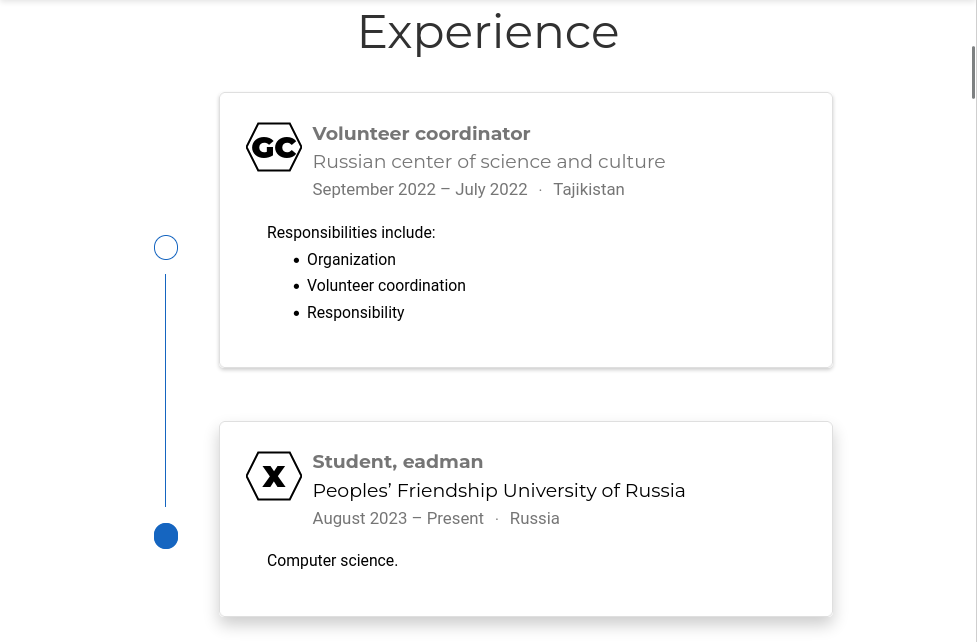 Experience
GC
Volunteer coordinator
Russian center of science and culture
September 2022 – July 2022 · Tajikistan
Responsibilities include:
• Organization
• Volunteer coordination
• Responsibility
X
Student, eadman
Peoples’ Friendship University of Russia
August 2023 – Present · Russia
Computer science.